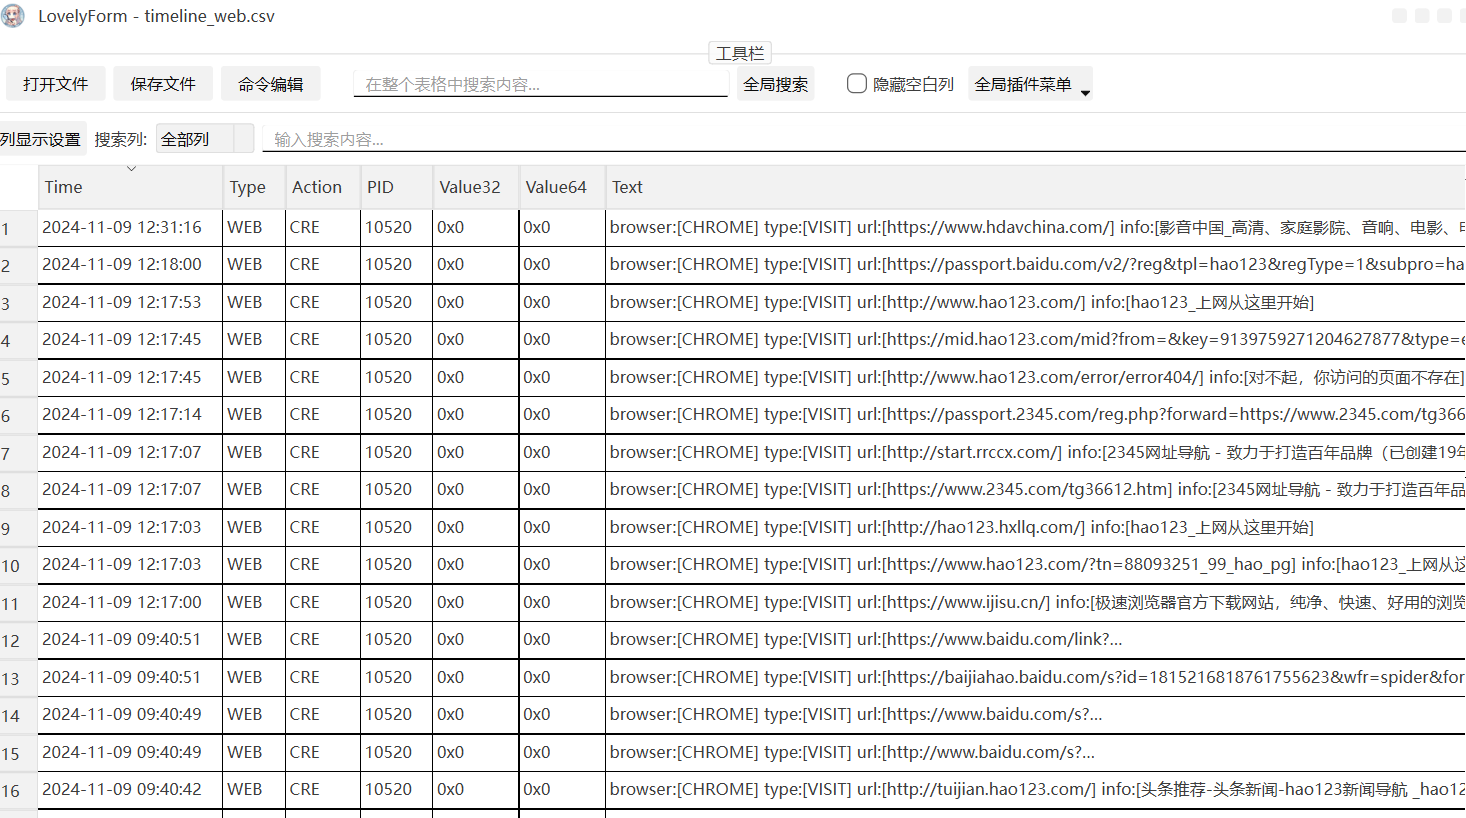 LovelyForm - timeline_web.csv
工具栏
打开文件 保存文件 命令编辑 在整个表格中搜索内容... 全局搜索 隐藏空白列 全局插件菜单
列显示设置 搜索列: 全部列 输入搜索内容...
Time Type Action PID Value32 Value64 Text
1 2024-11-09 12:31:16 WEB CRE 10520 0x0 0x0 browser:[CHROME] type:[VISIT] url:[https://www.hdavchina.com/] info:[影音中国_高清、家庭影院、音响、电影、
2 2024-11-09 12:18:00 WEB CRE 10520 0x0 0x0 browser:[CHROME] type:[VISIT] url:[https://passport.baidu.com/v2/?reg&tpl=hao123&regType=1&subpro=ha
3 2024-11-09 12:17:53 WEB CRE 10520 0x0 0x0 browser:[CHROME] type:[VISIT] url:[http://www.hao123.com/] info:[hao123_上网从这里开始]
4 2024-11-09 12:17:45 WEB CRE 10520 0x0 0x0 browser:[CHROME] type:[VISIT] url:[https://mid.hao123.com/mid?from=&key=9139759271204627877&type=e
5 2024-11-09 12:17:45 WEB CRE 10520 0x0 0x0 browser:[CHROME] type:[VISIT] url:[http://www.hao123.com/error/error404/] info:[对不起，你访问的页面不存在]
6 2024-11-09 12:17:14 WEB CRE 10520 0x0 0x0 browser:[CHROME] type:[VISIT] url:[https://passport.2345.com/reg.php?forward=https://www.2345.com/tg366
7 2024-11-09 12:17:07 WEB CRE 10520 0x0 0x0 browser:[CHROME] type:[VISIT] url:[http://start.rrccx.com/] info:[2345网址导航 - 致力于打造百年品牌（已创建19年
8 2024-11-09 12:17:07 WEB CRE 10520 0x0 0x0 browser:[CHROME] type:[VISIT] url:[https://www.2345.com/tg36612.htm] info:[2345网址导航 - 致力于打造百年品
9 2024-11-09 12:17:03 WEB CRE 10520 0x0 0x0 browser:[CHROME] type:[VISIT] url:[http://hao123.hxllq.com/] info:[hao123_上网从这里开始]
10 2024-11-09 12:17:03 WEB CRE 10520 0x0 0x0 browser:[CHROME] type:[VISIT] url:[https://www.hao123.com/?tn=88093251_99_hao_pg] info:[hao123_上网从这
11 2024-11-09 12:17:00 WEB CRE 10520 0x0 0x0 browser:[CHROME] type:[VISIT] url:[https://www.ijisu.cn/] info:[极速浏览器官方下载网站，纯净、快速、好用的浏览
12 2024-11-09 09:40:51 WEB CRE 10520 0x0 0x0 browser:[CHROME] type:[VISIT] url:[https://www.baidu.com/link?...
13 2024-11-09 09:40:51 WEB CRE 10520 0x0 0x0 browser:[CHROME] type:[VISIT] url:[https://baijiahao.baidu.com/s?id=1815216818761755623&wfr=spider&for
14 2024-11-09 09:40:49 WEB CRE 10520 0x0 0x0 browser:[CHROME] type:[VISIT] url:[https://www.baidu.com/s?...
15 2024-11-09 09:40:49 WEB CRE 10520 0x0 0x0 browser:[CHROME] type:[VISIT] url:[http://www.baidu.com/s?...
16 2024-11-09 09:40:42 WEB CRE 10520 0x0 0x0 browser:[CHROME] type:[VISIT] url:[http://tuijian.hao123.com/] info:[头条推荐-头条新闻-hao123新闻导航 _hao12